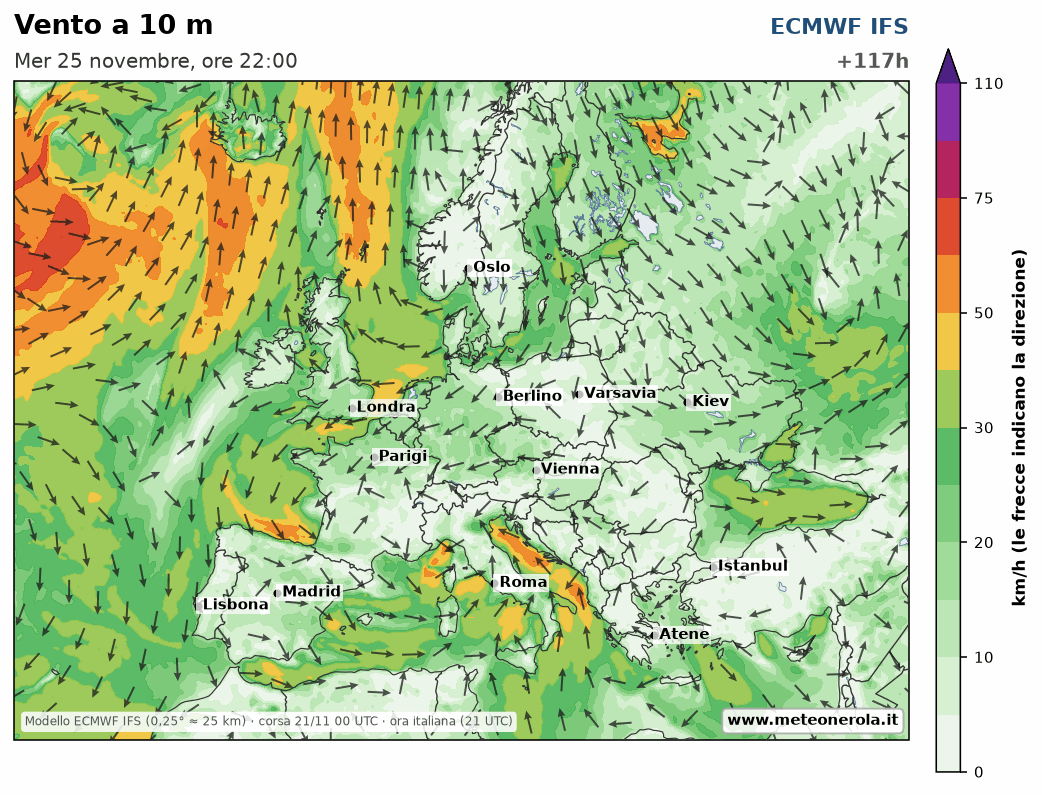 Vento a 10 m
ECMWF IFS
Mer 25 novembre, ore 22:00
+117h
110
75
50
30
20
10
0
km/h (le frecce indicano la direzione)
Oslo
Berlino
Varsavia
Kiev
Londra
Parigi
Vienna
Istanbul
Roma
Madrid
Lisbona
Atene
Modello ECMWF IFS (0,25° ≈ 25 km) · corsa 21/11 00 UTC · ora italiana (21 UTC)
www.meteonerola.it